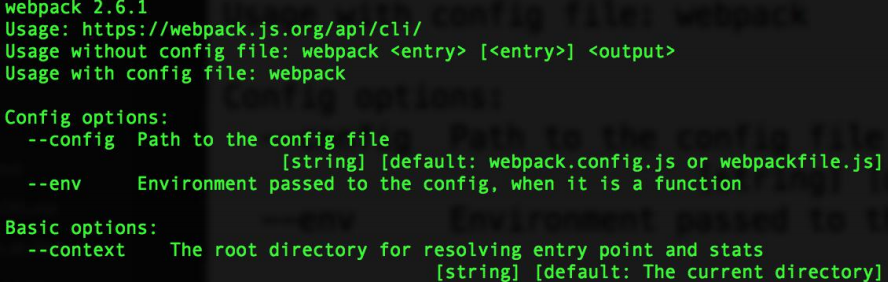 webpack 2.6.1
Usage: https://webpack.js.org/api/cli/
Usage without config file: webpack <entry> [<entry>] <output>
Usage with config file: webpack
Config options:
--config Path to the config file
[string] [default: webpack.config.js or webpackfile.js]
--env Environment passed to the config, when it is a function
Basic options:
--context The root directory for resolving entry point and stats
[string] [default: The current directory]